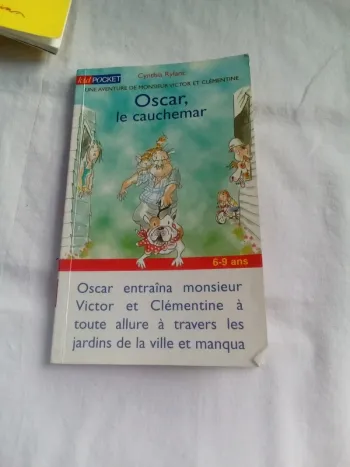 kid POCKET
Cynthia Rylant
UNE AVENTURE DE MONSIEUR VICTOR ET CLÉMENTINE
Oscar,
le cauchemar
6-9 ans
Oscar entraîna monsieur
Victor et Clémentine à
toute allure à travers les
jardins de la ville et manqua